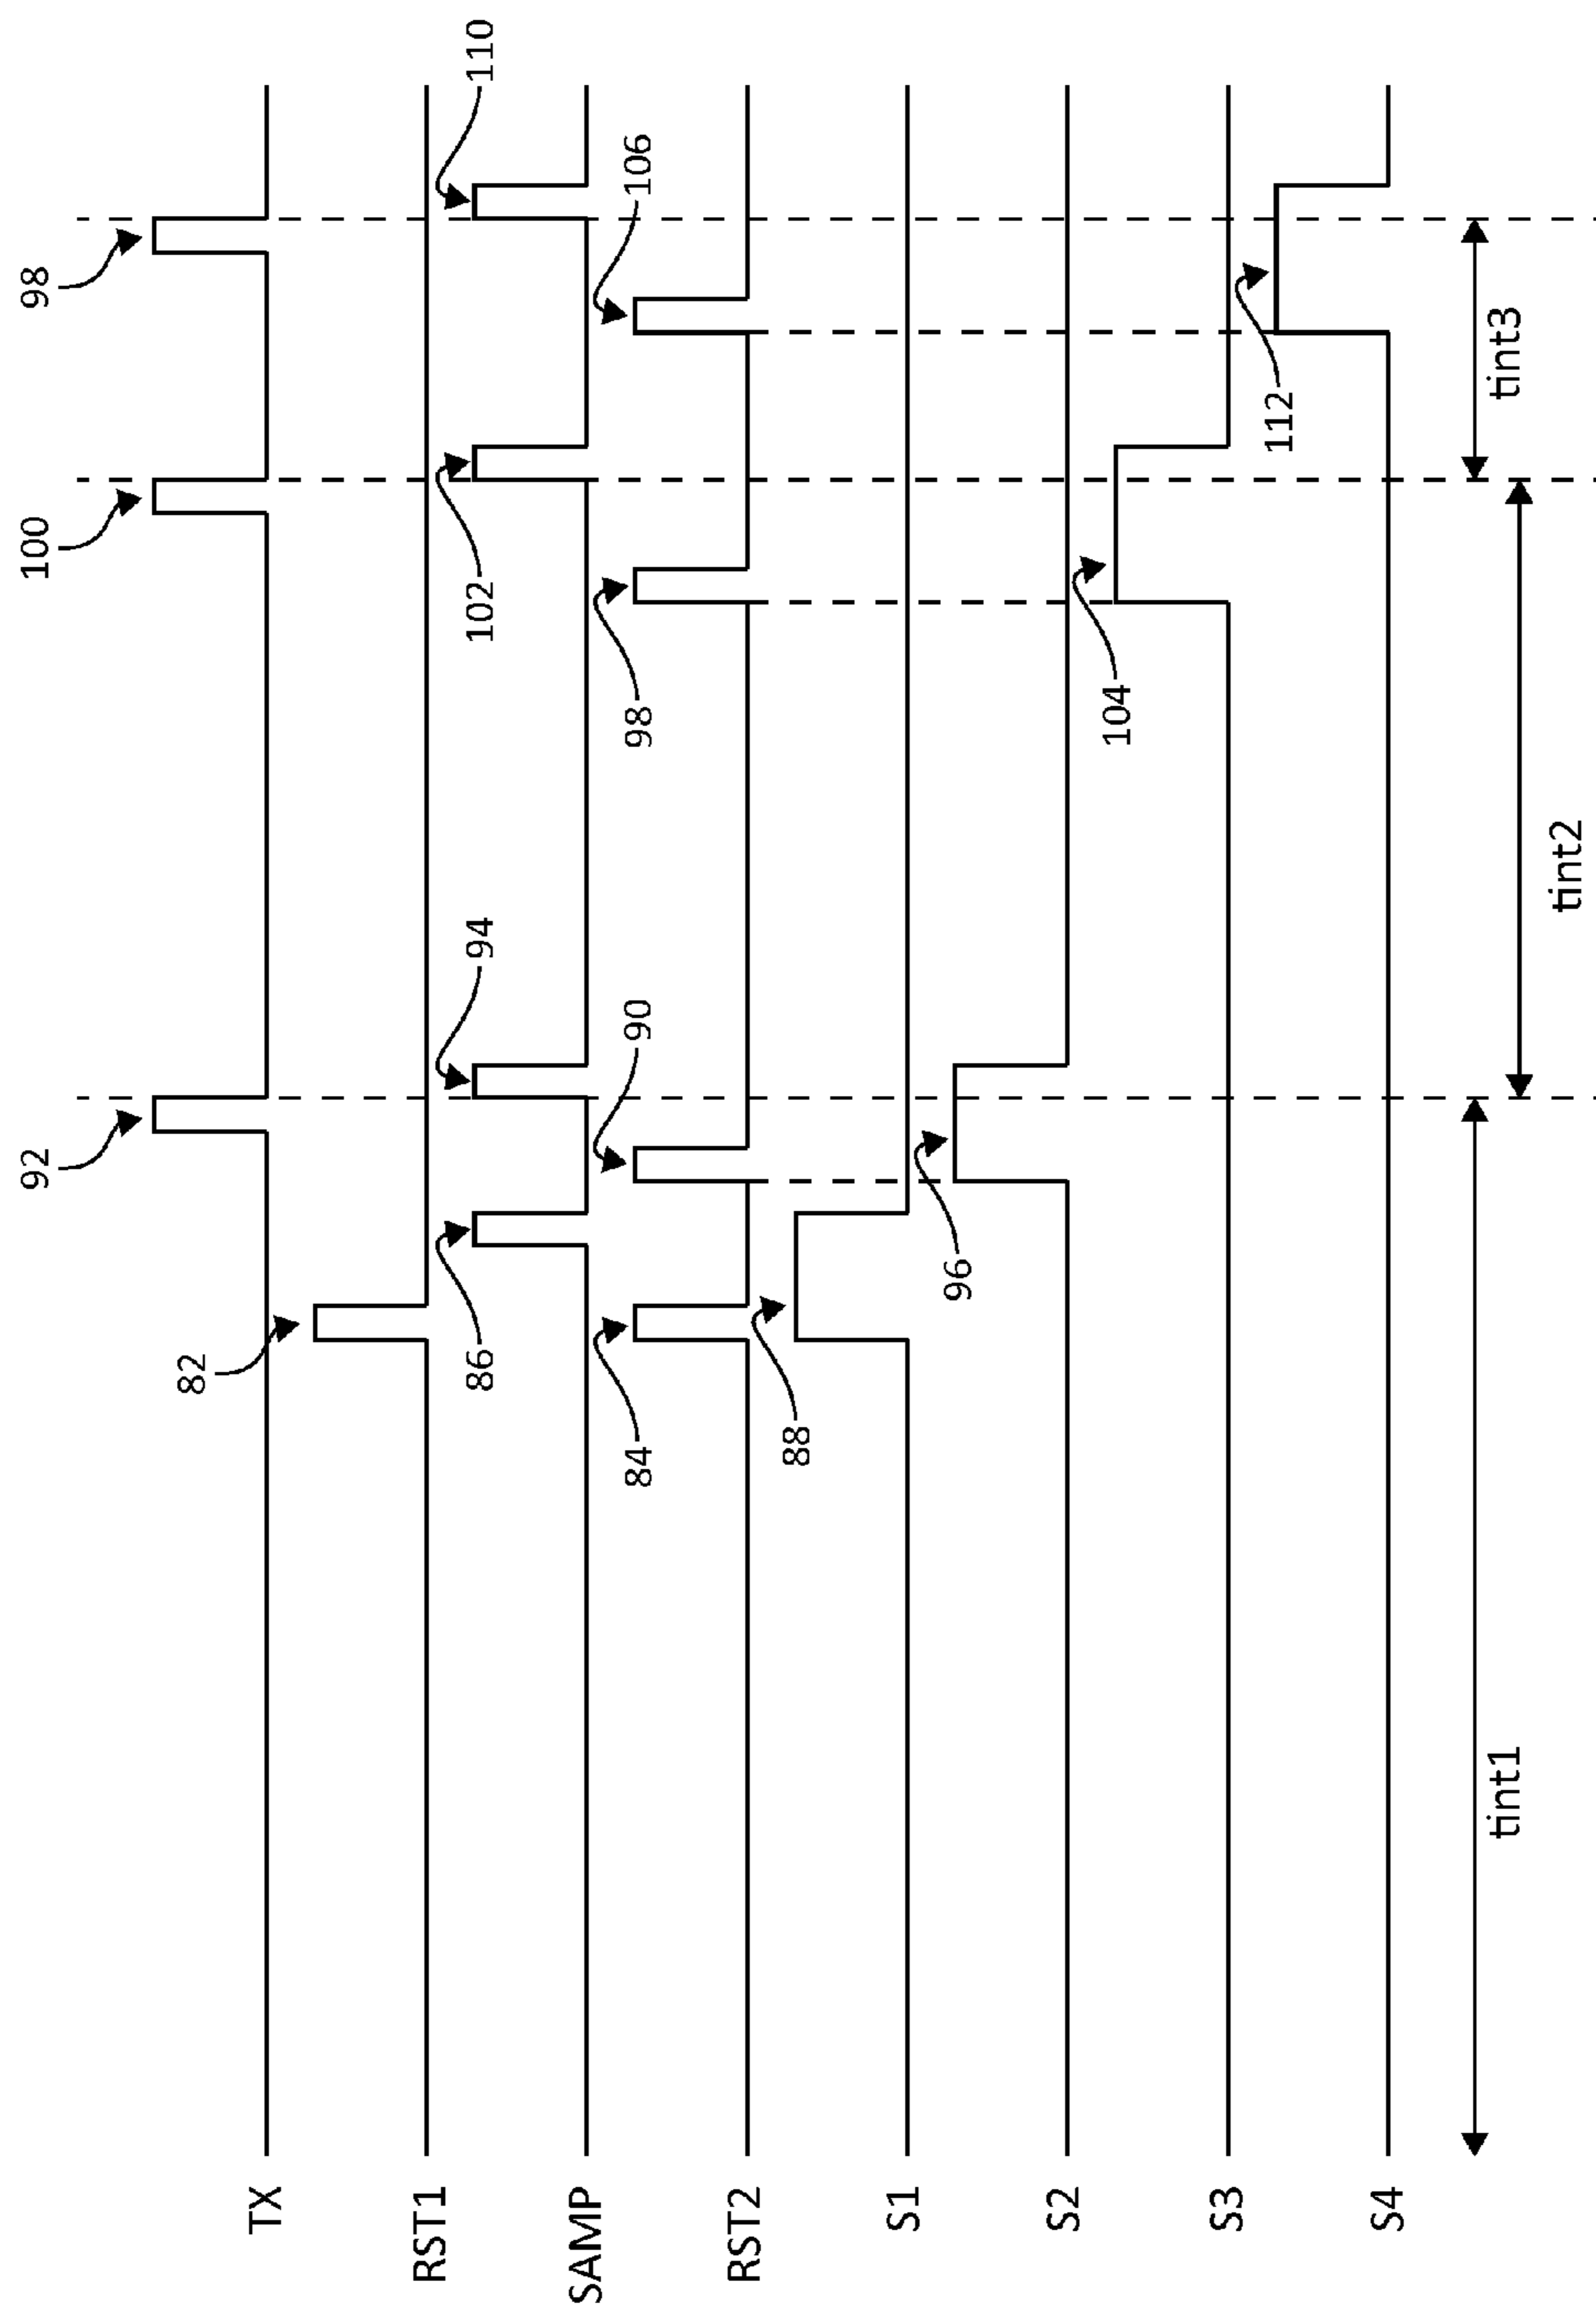 92
100
98
82
TX
RST1
86
94
102
110
SAMP
84
90
98
106
RST2
88
S1
96
S2
104
S3
112
S4
tint1
tint3
tint2